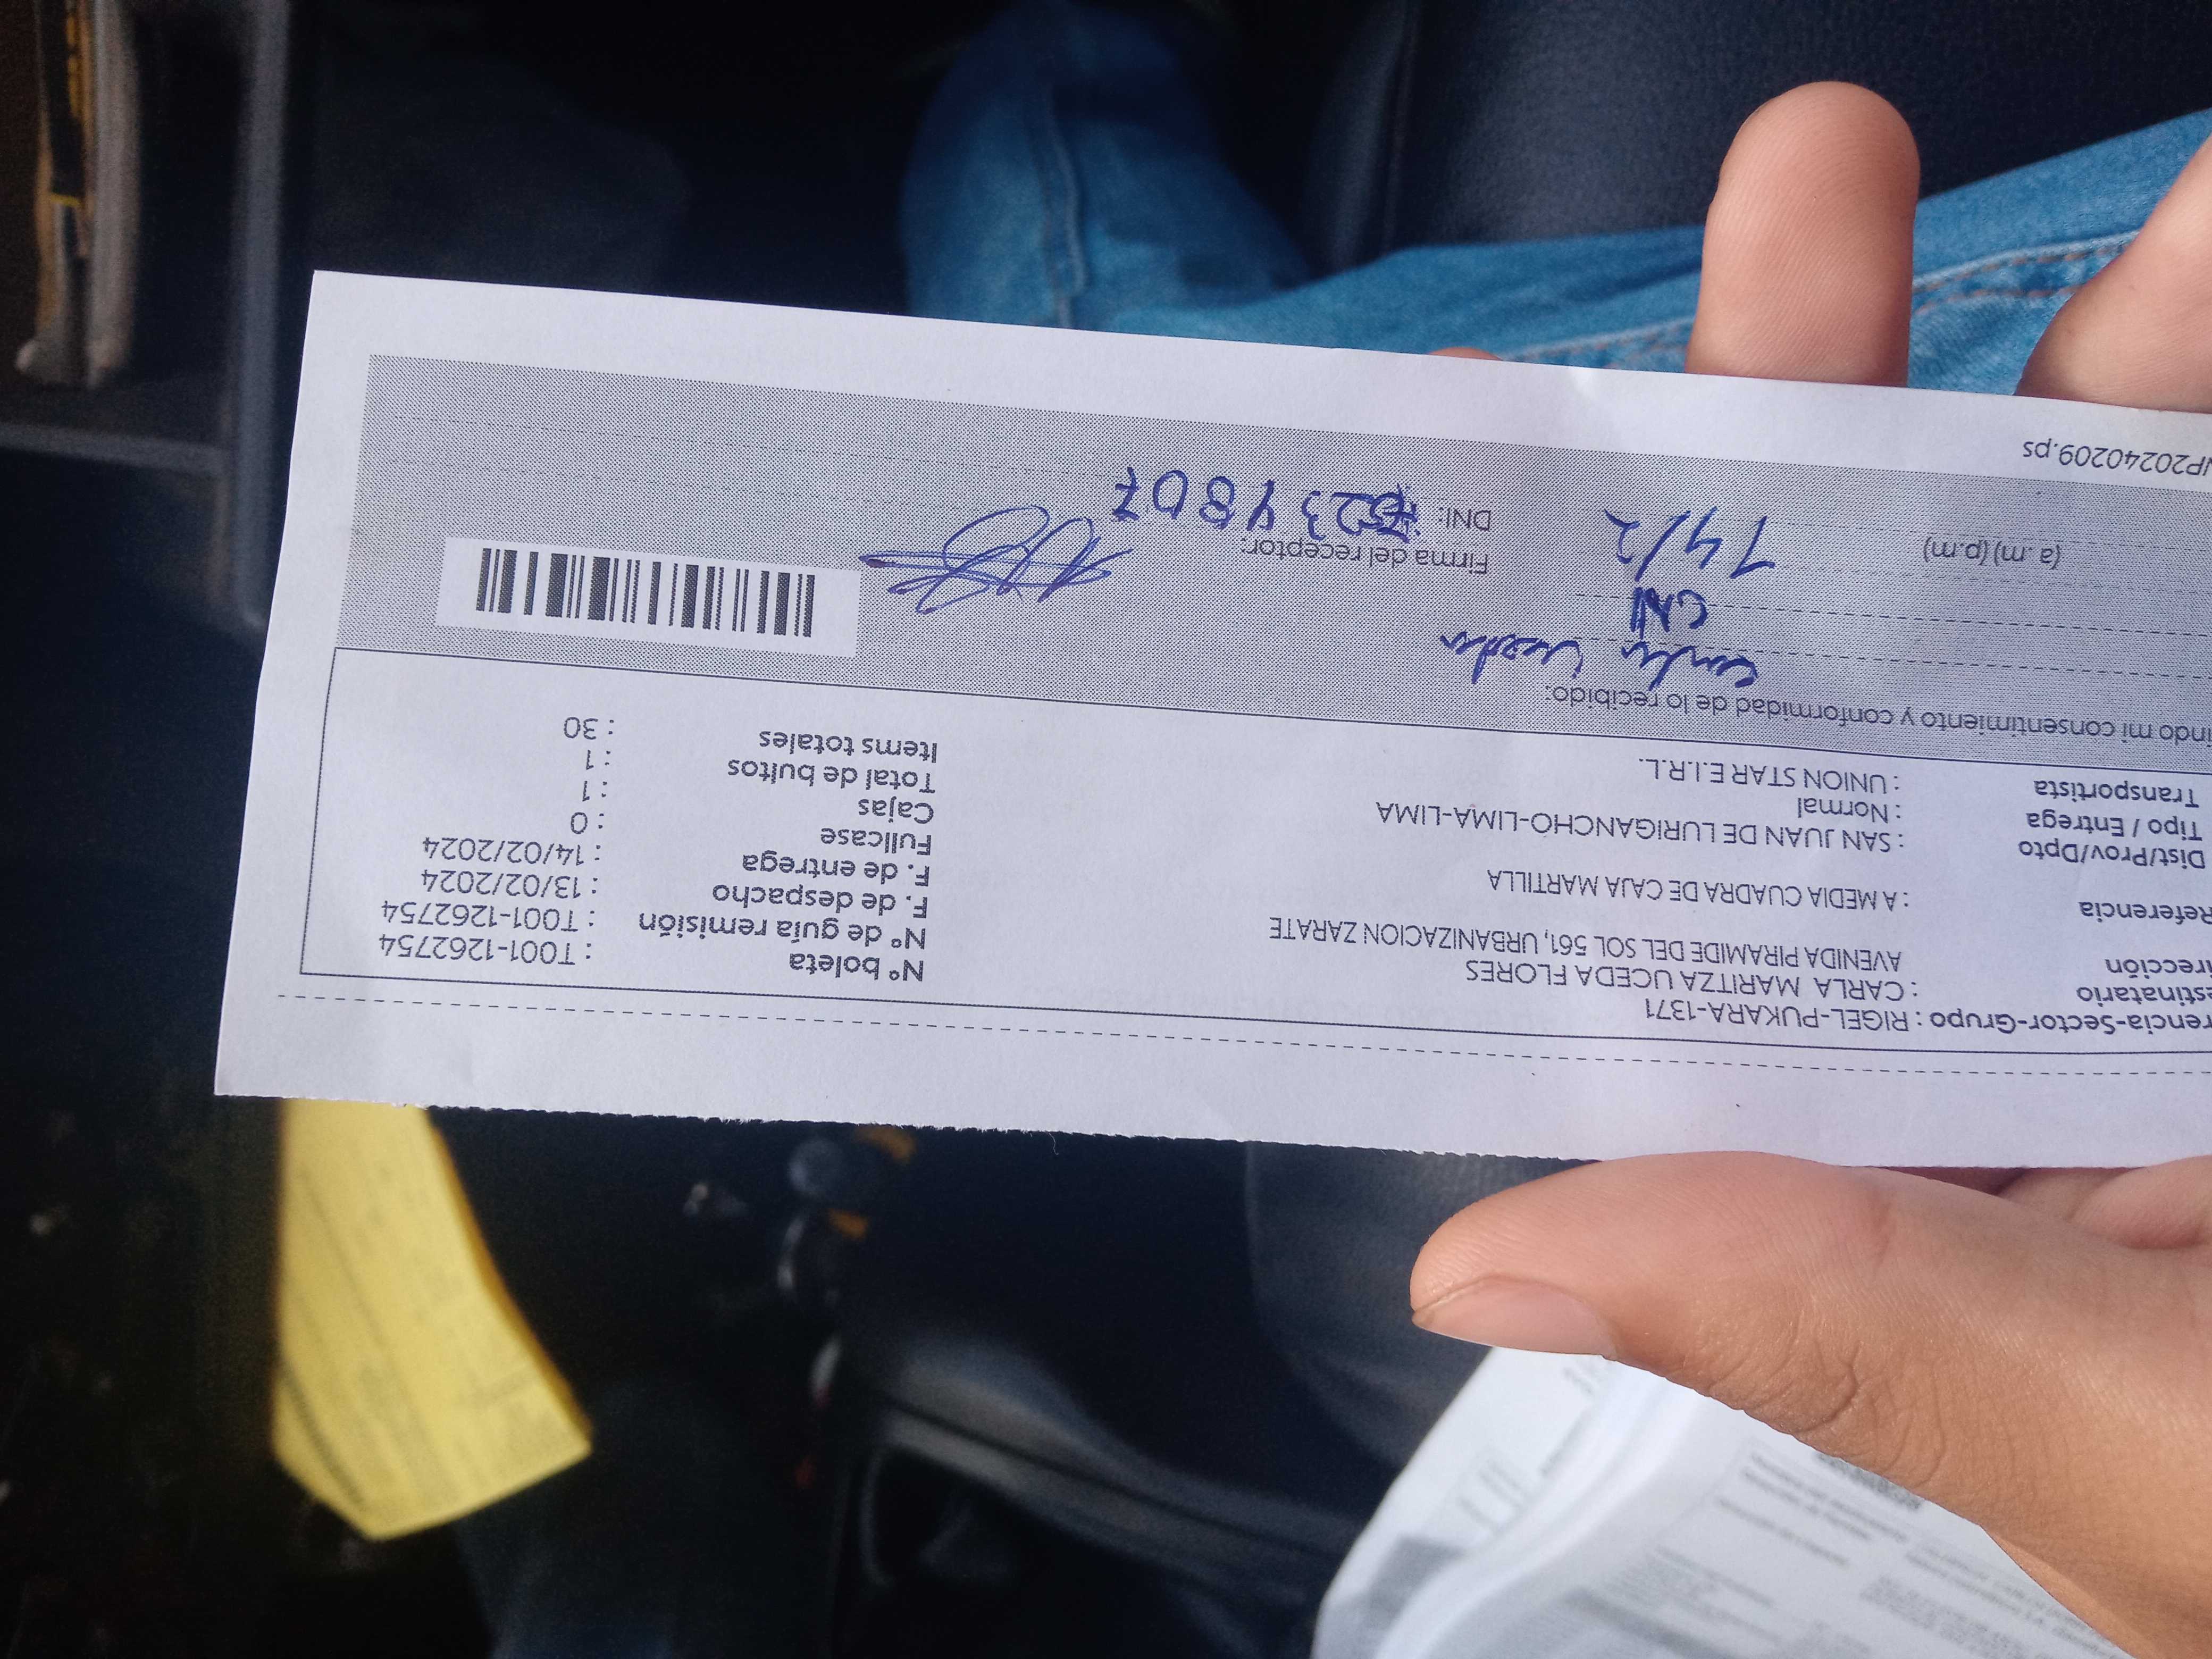 rencia-Sector-Grupo : RIGEL-PUKARA-1371
estinatario : CARLA MARITZA UCEDA FLORES
irección AVENIDA PIRAMIDE DEL SOL 561, URBANIZACION ZARATE
Referencia : A MEDIA CUADRA DE CAJA MARTILLA
Dist/Prov/Dpto : SAN JUAN DE LURIGANCHO-LIMA-LIMA
Tipo / Entrega : Normal
Transportista : UNION STAR E.I.R.L.
N° boleta : T001-1262754
N° de guía remisión : T001-1262754
F. de despacho : 13/02/2024
F. de entrega : 14/02/2024
Fullcase : 0
Cajas : 1
Total de bultos : 1
Items totales : 30
indo mi consentimiento y conformidad de lo recibido:
(a.m) (p.m) 14/2
Firma del receptor:
DNI: 4807
NP20240209.ps